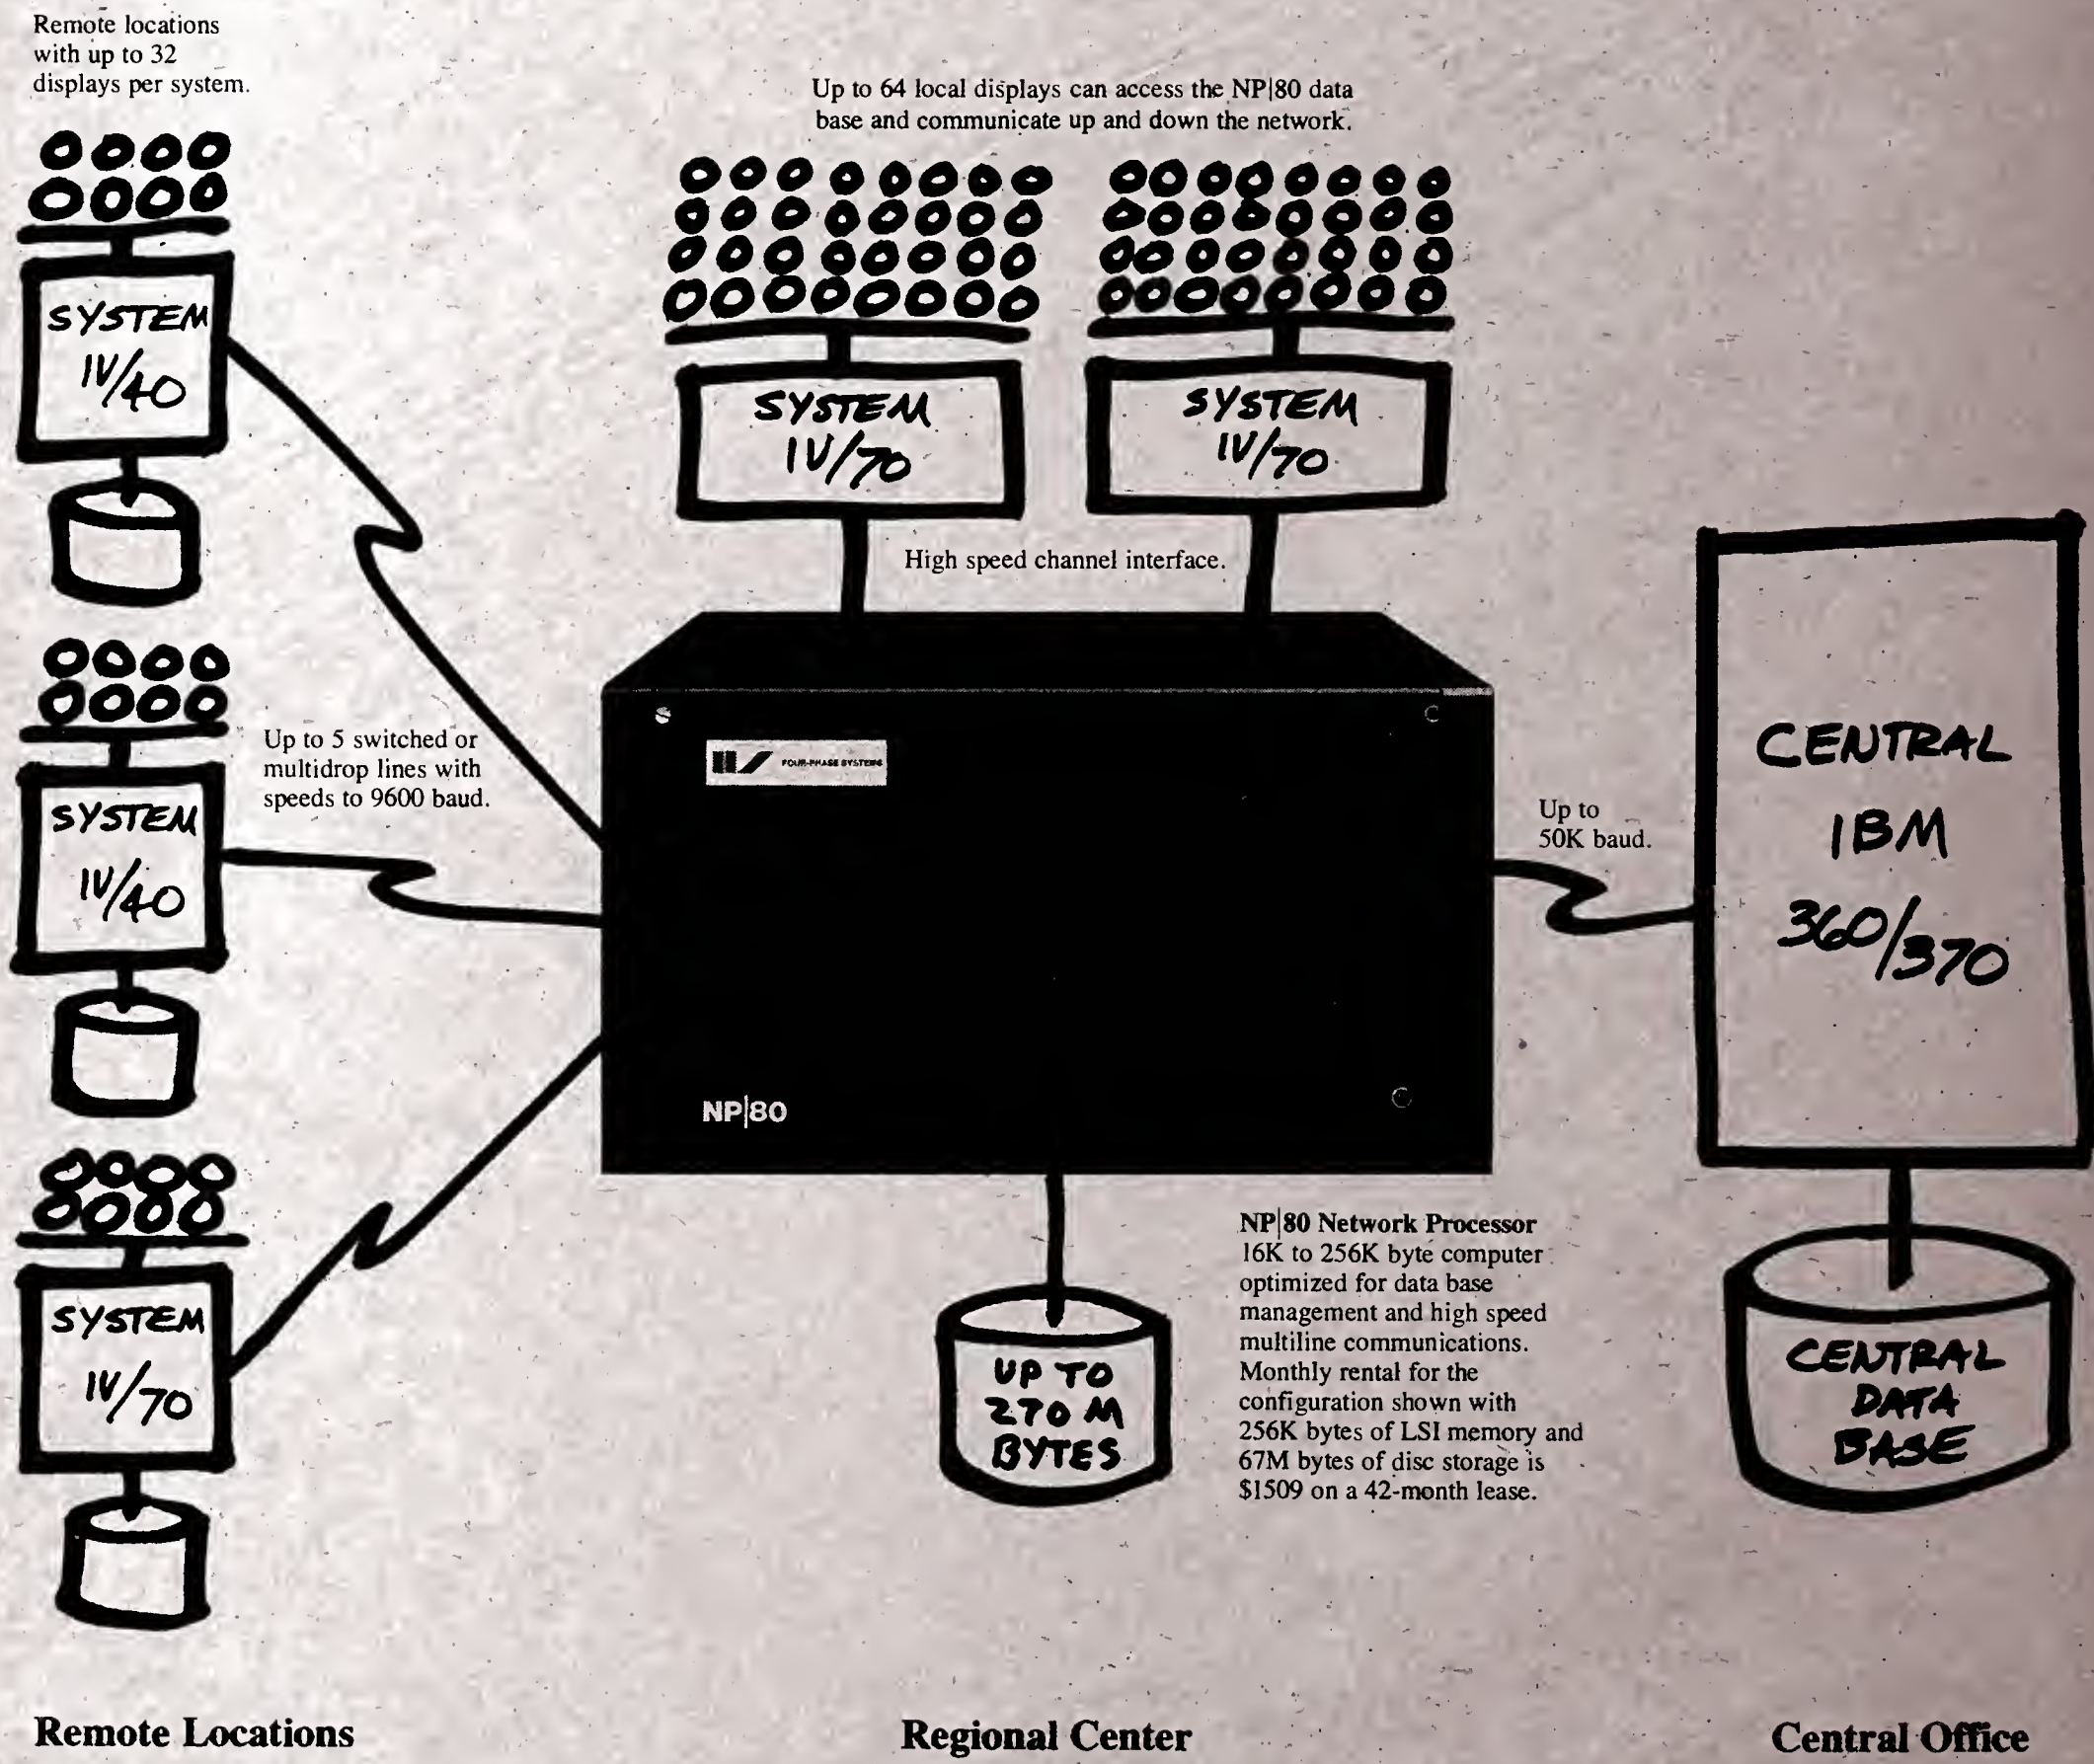 Remote locations
with up to 32
displays per system.
Up to 64 local displays can access the NP|80 data
base and communicate up and down the network.
SYSTEM
IV/40
SYSTEM
IV/70
SYSTEM
IV/70
High speed channel interface.
Up to 5 switched or
multidrop lines with
speeds to 9600 baud.
SYSTEM
IV/40
FOUR-PHASE SYSTEMS
NP|80
Up to
50K baud.
CENTRAL
IBM
360/370
SYSTEM
IV/70
UP TO
270 M
BYTES
NP|80 Network Processor
16K to 256K byte computer
optimized for data base
management and high speed
multiline communications.
Monthly rental for the
configuration shown with
256K bytes of LSI memory and
67M bytes of disc storage is
$1509 on a 42-month lease.
CENTRAL
DATA
BASE
Remote Locations
Regional Center
Central Office